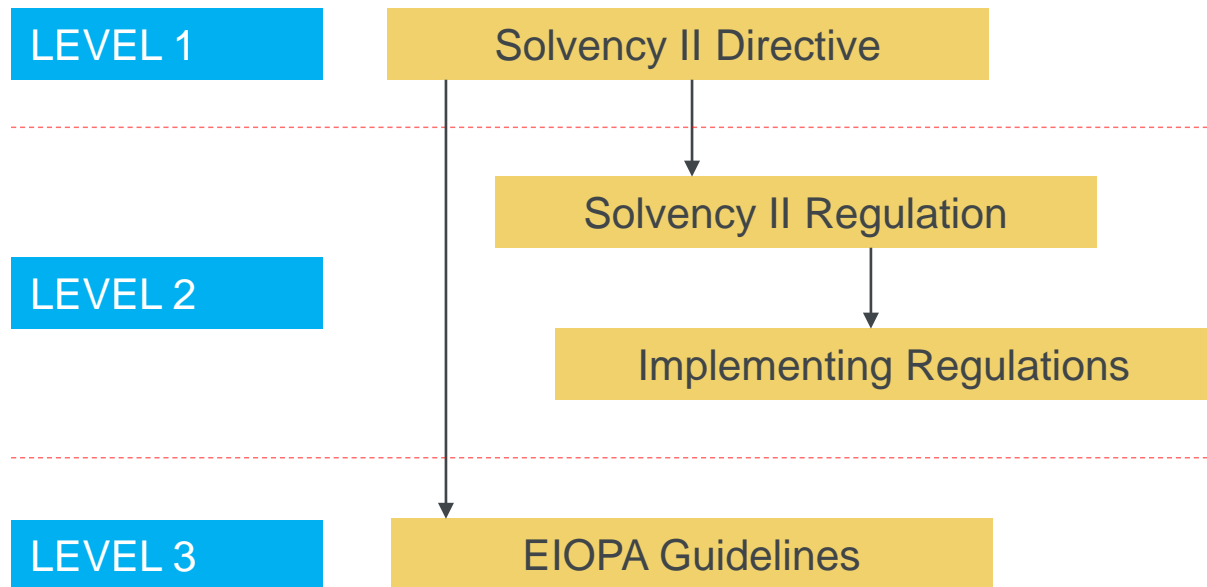 LEVEL 1
Solvency II Directive
Solvency II Regulation
LEVEL 2
Implementing Regulations
LEVEL 3
EIOPA Guidelines